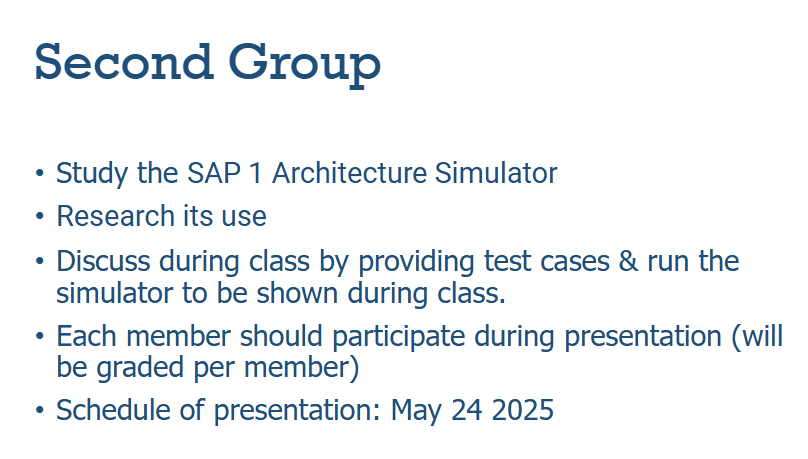 Second Group
• Study the SAP 1 Architecture Simulator
• Research its use
• Discuss during class by providing test cases & run the
simulator to be shown during class.
• Each member should participate during presentation (will
be graded per member)
• Schedule of presentation: May 24 2025